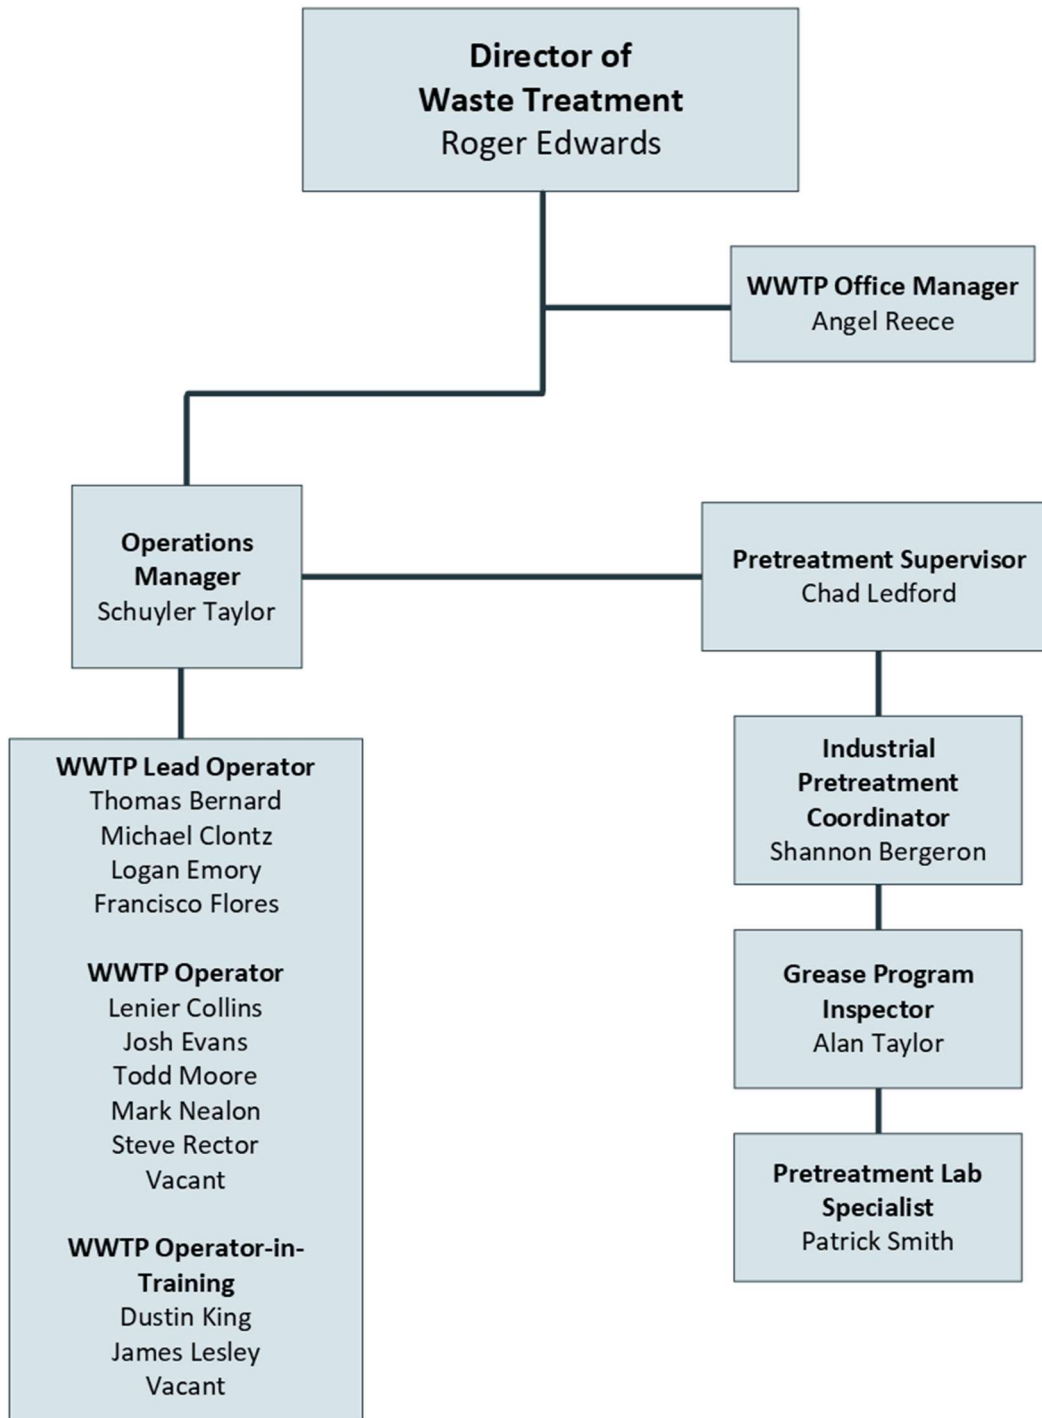 Director of
Waste Treatment
Roger Edwards
WWTP Office Manager
Angel Reece
Operations
Manager
Schuyler Taylor
Pretreatment Supervisor
Chad Ledford
WWTP Lead Operator
Thomas Bernard
Michael Clontz
Logan Emory
Francisco Flores
WWTP Operator
Lenier Collins
Josh Evans
Todd Moore
Mark Nealon
Steve Rector
Vacant
WWTP Operator-in-
Training
Dustin King
James Lesley
Vacant
Industrial
Pretreatment
Coordinator
Shannon Bergeron
Grease Program
Inspector
Alan Taylor
Pretreatment Lab
Specialist
Patrick Smith